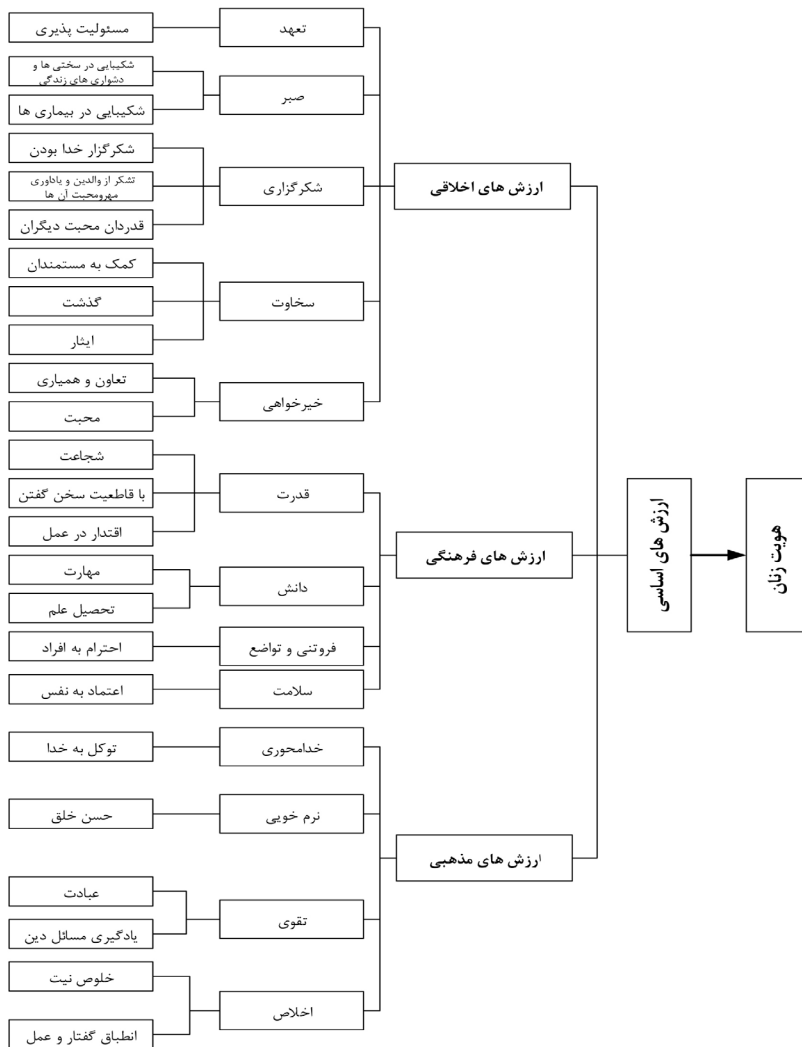 هویت زنان
ارزش های اساسی
ارزش های اخلاقی
تعهد
مسئولیت پذیری
صبر
شکیبایی در سختی ها و
دشواری های زندگی
شکیبایی در بیماری ها
شکرگزاری
شکرگزار خدا بودن
تشکر از والدین و یاداوری
مهرومحبت آن ها
قدردان محبت دیگران
سخاوت
کمک به مستمندان
گذشت
ایثار
خیرخواهی
تعاون و همیاری
محبت
ارزش های فرهنگی
قدرت
شجاعت
با قاطعیت سخن گفتن
اقتدار در عمل
دانش
مهارت
تحصیل علم
فروتنی و تواضع
احترام به افراد
سلامت
اعتماد به نفس
ارزش های مذهبی
خدامحوری
توکل به خدا
نرم خویی
حسن خلق
تقوی
عبادت
یادگیری مسائل دین
اخلاص
خلوص نیت
انطباق گفتار و عمل